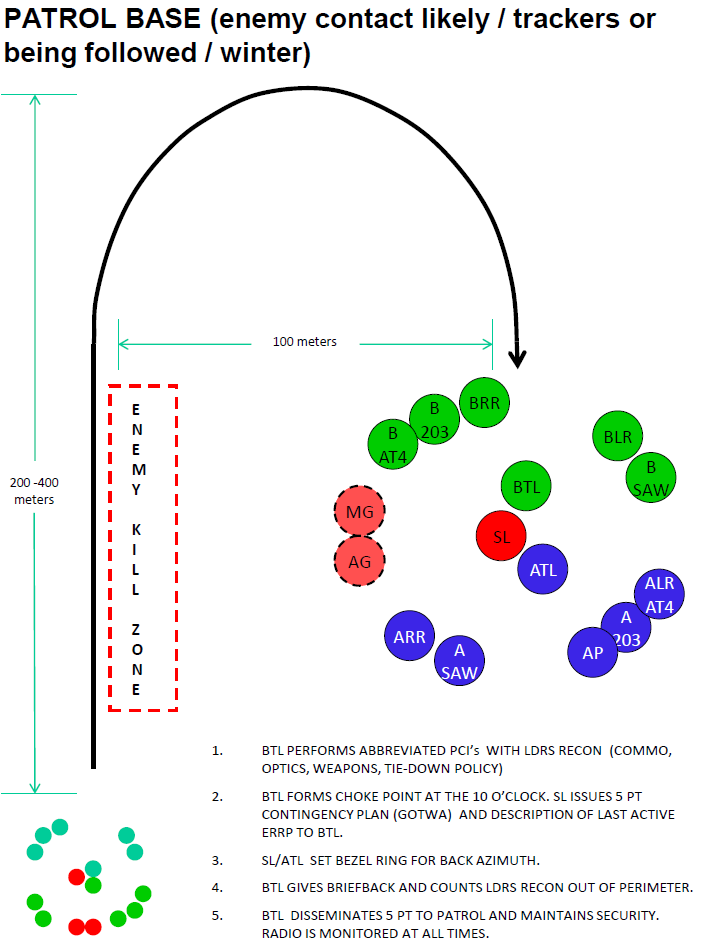 PATROL BASE (enemy contact likely / trackers or
being followed / winter)
100 meters
200 -400
meters
E
N
E
M
Y
K
I
L
L
Z
O
N
E
BRR
B
203
B
AT4
BLR
B
SAW
BTL
MG
SL
AG
ATL
ALR
AT4
A
203
ARR
A
SAW
AP
1. BTL PERFORMS ABBREVIATED PCI's WITH LDRS RECON (COMMO,
OPTICS, WEAPONS, TIE-DOWN POLICY)
2. BTL FORMS CHOKE POINT AT THE 10 O'CLOCK. SL ISSUES 5 PT
CONTINGENCY PLAN (GOTWA) AND DESCRIPTION OF LAST ACTIVE
ERRP TO BTL.
3. SL/ATL SET BEZEL RING FOR BACK AZIMUTH.
4. BTL GIVES BRIEFBACK AND COUNTS LDRS RECON OUT OF PERIMETER.
5. BTL DISSEMINATES 5 PT TO PATROL AND MAINTAINS SECURITY.
RADIO IS MONITORED AT ALL TIMES.